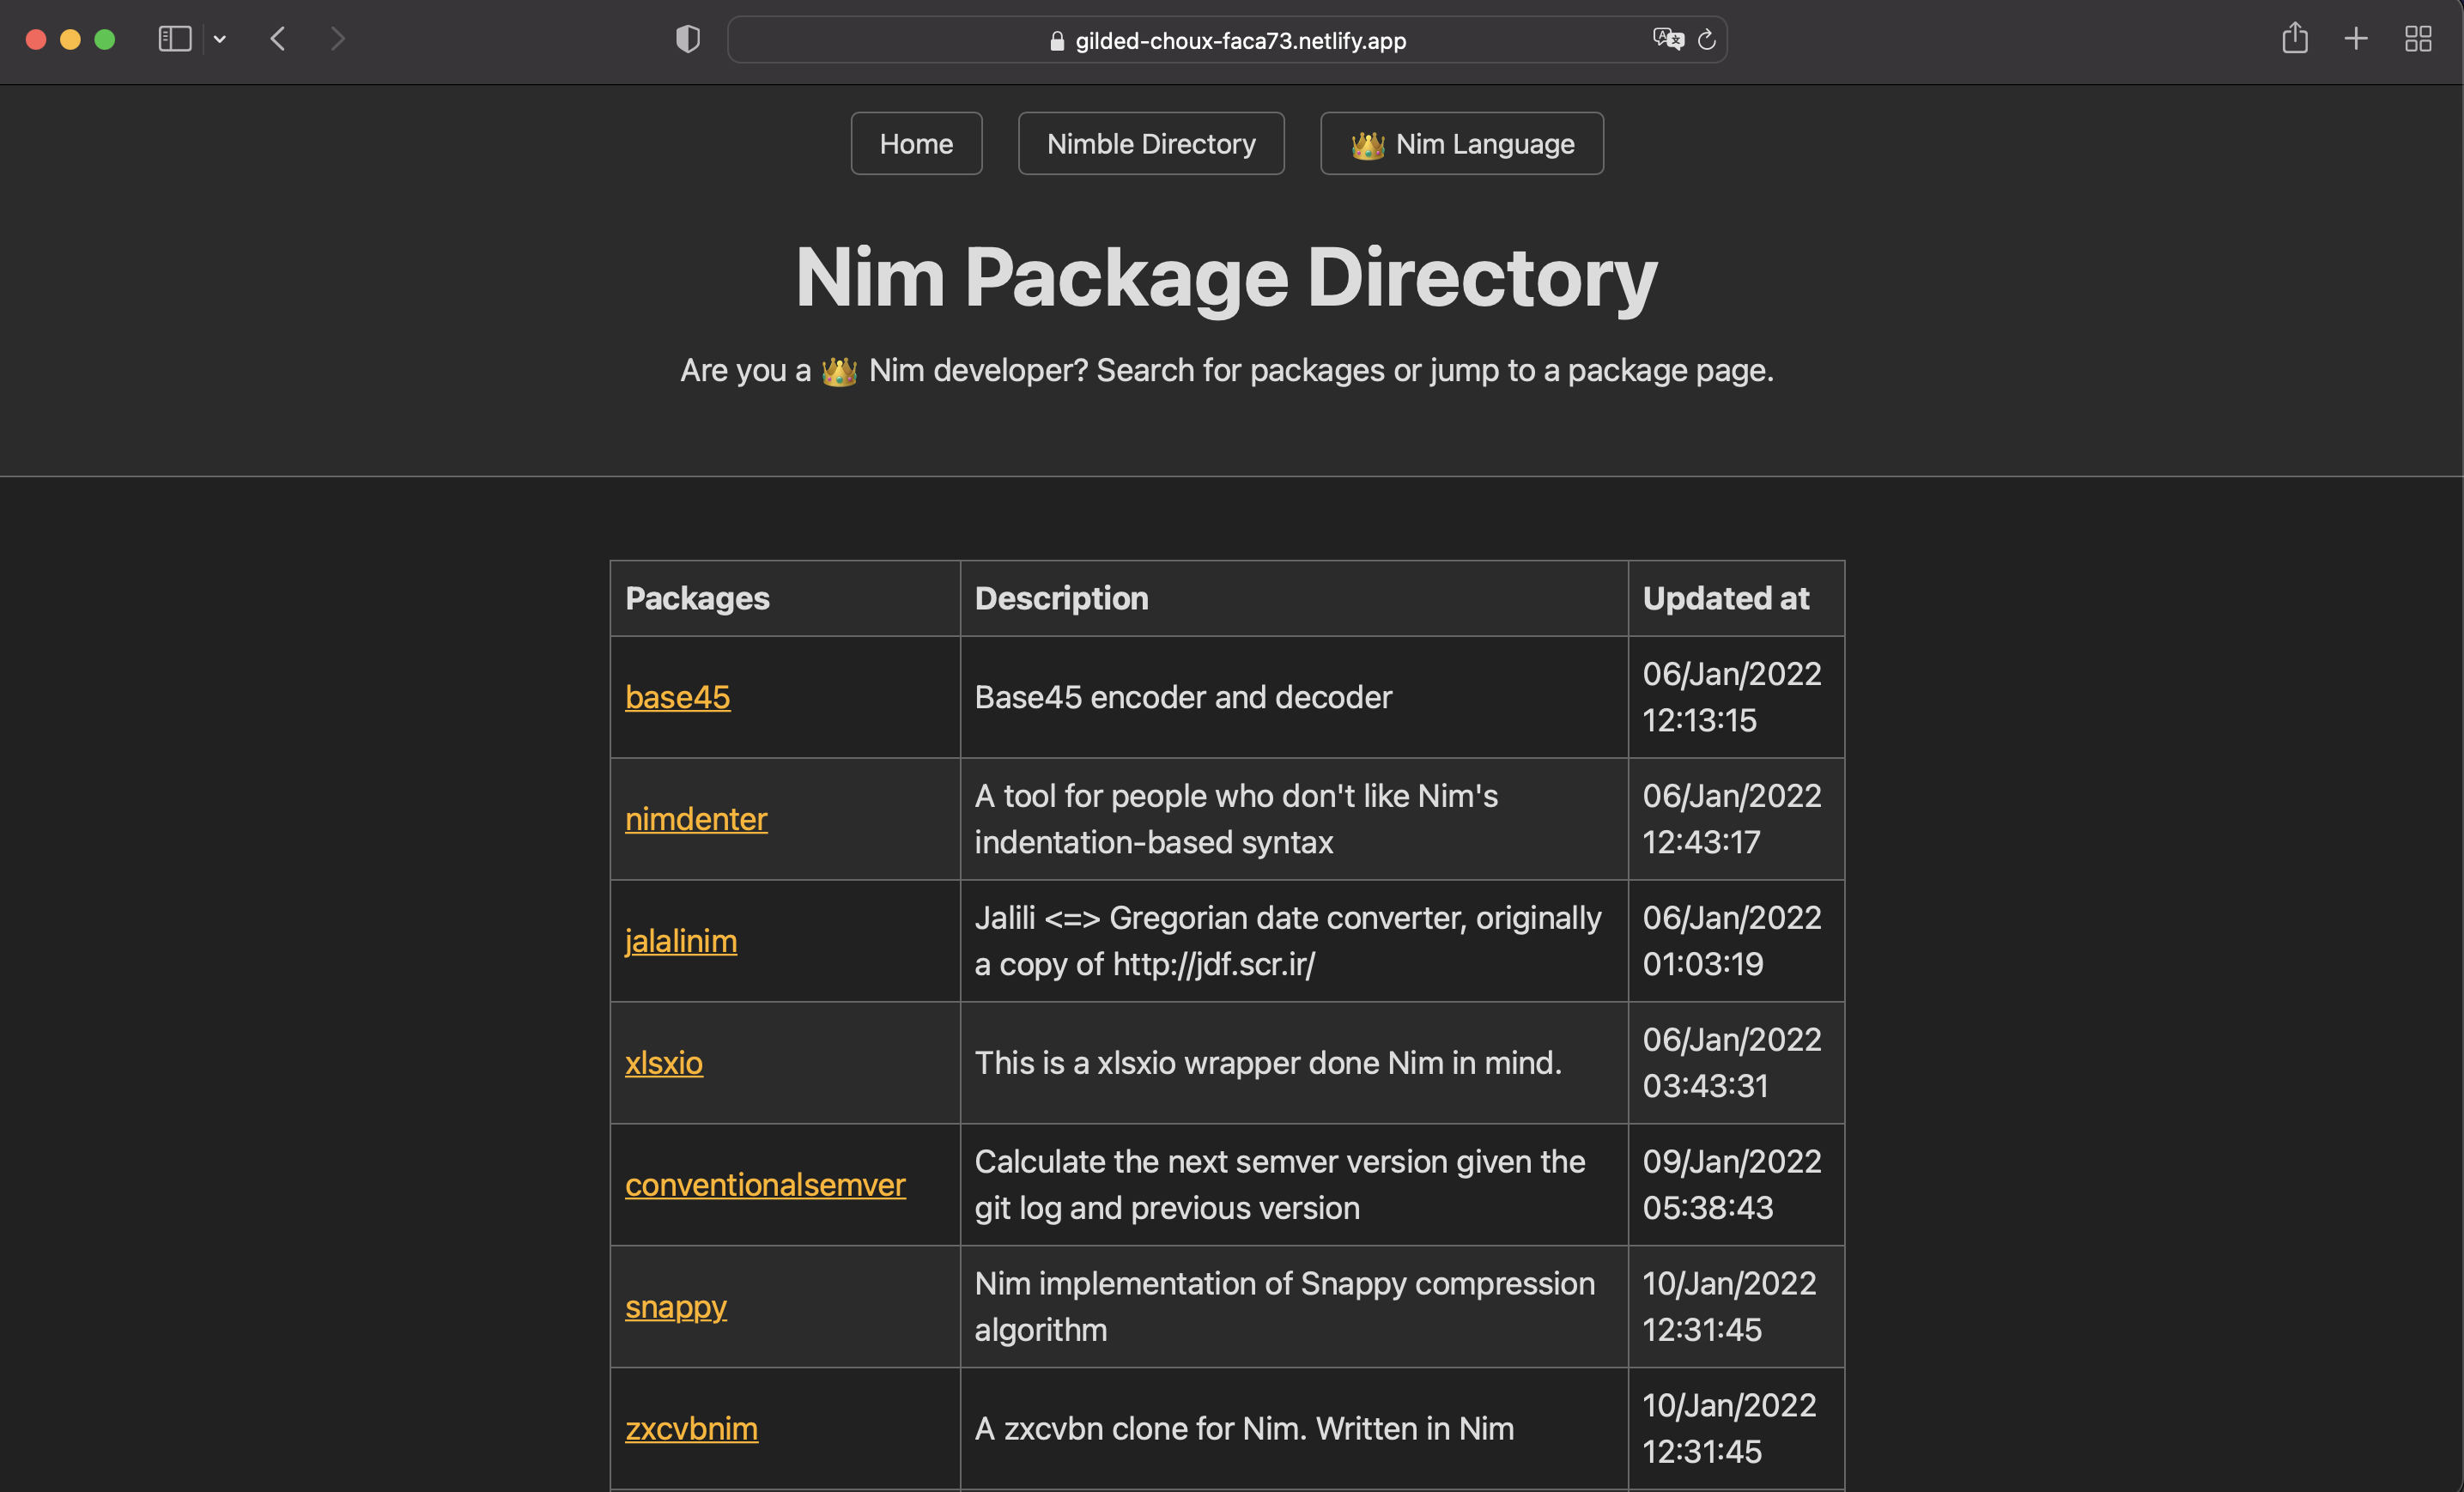 gilded-choux-faca73.netlify.app
Home
Nimble Directory
👑 Nim Language
Nim Package Directory
Are you a 👑 Nim developer? Search for packages or jump to a package page.
Packages
Description
Updated at
base45
Base45 encoder and decoder
06/Jan/2022
12:13:15
nimdenter
A tool for people who don't like Nim's
indentation-based syntax
06/Jan/2022
12:43:17
jalalinim
Jalili <=> Gregorian date converter, originally
a copy of http://jdf.scr.ir/
06/Jan/2022
01:03:19
xlsxio
This is a xlsxio wrapper done Nim in mind.
06/Jan/2022
03:43:31
conventionalsemver
Calculate the next semver version given the
git log and previous version
09/Jan/2022
05:38:43
snappy
Nim implementation of Snappy compression
algorithm
10/Jan/2022
12:31:45
zxcvbnim
A zxcvbn clone for Nim. Written in Nim
10/Jan/2022
12:31:45